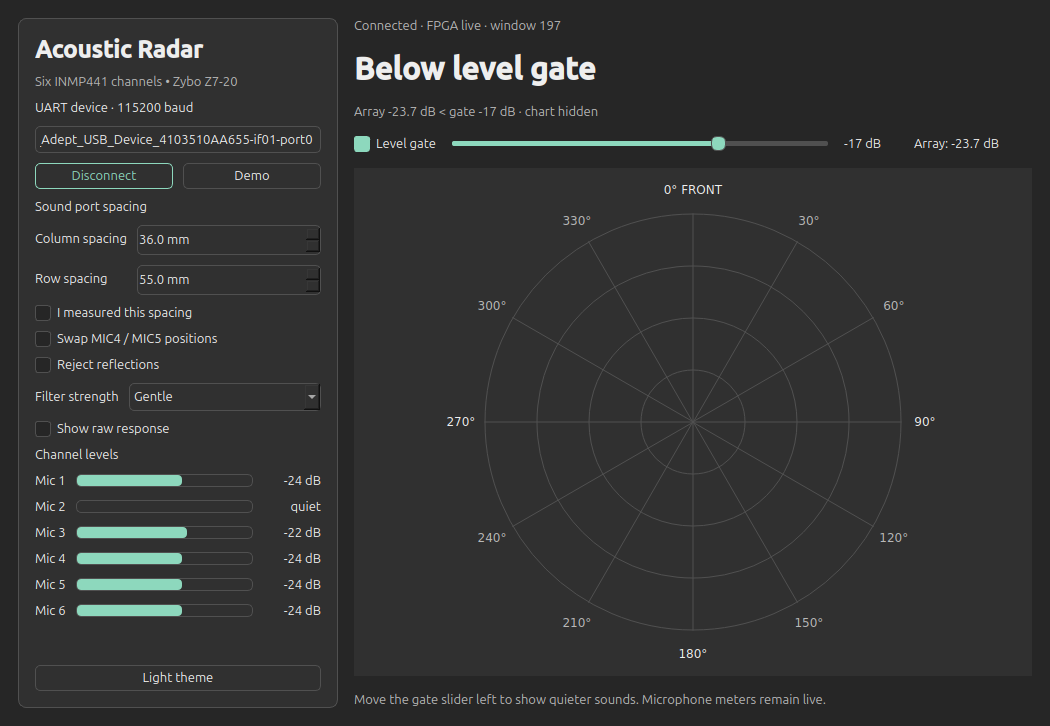 Acoustic Radar
Six INMP441 channels • Zybo Z7-20
UART device · 115200 baud
Adept_USB_Device_4103510AA655-if01-port0
Disconnect
Demo
Sound port spacing
Column spacing
36.0 mm
Row spacing
55.0 mm
I measured this spacing
Swap MIC4 / MIC5 positions
Reject reflections
Filter strength
Gentle
Show raw response
Channel levels
Mic 1
-24 dB
Mic 2
quiet
Mic 3
-22 dB
Mic 4
-24 dB
Mic 5
-24 dB
Mic 6
-24 dB
Light theme
Connected · FPGA live · window 197
Below level gate
Array -23.7 dB < gate -17 dB · chart hidden
Level gate
-17 dB
Array: -23.7 dB
0° FRONT
330°
30°
300°
60°
270°
90°
240°
120°
210°
150°
180°
Move the gate slider left to show quieter sounds. Microphone meters remain live.